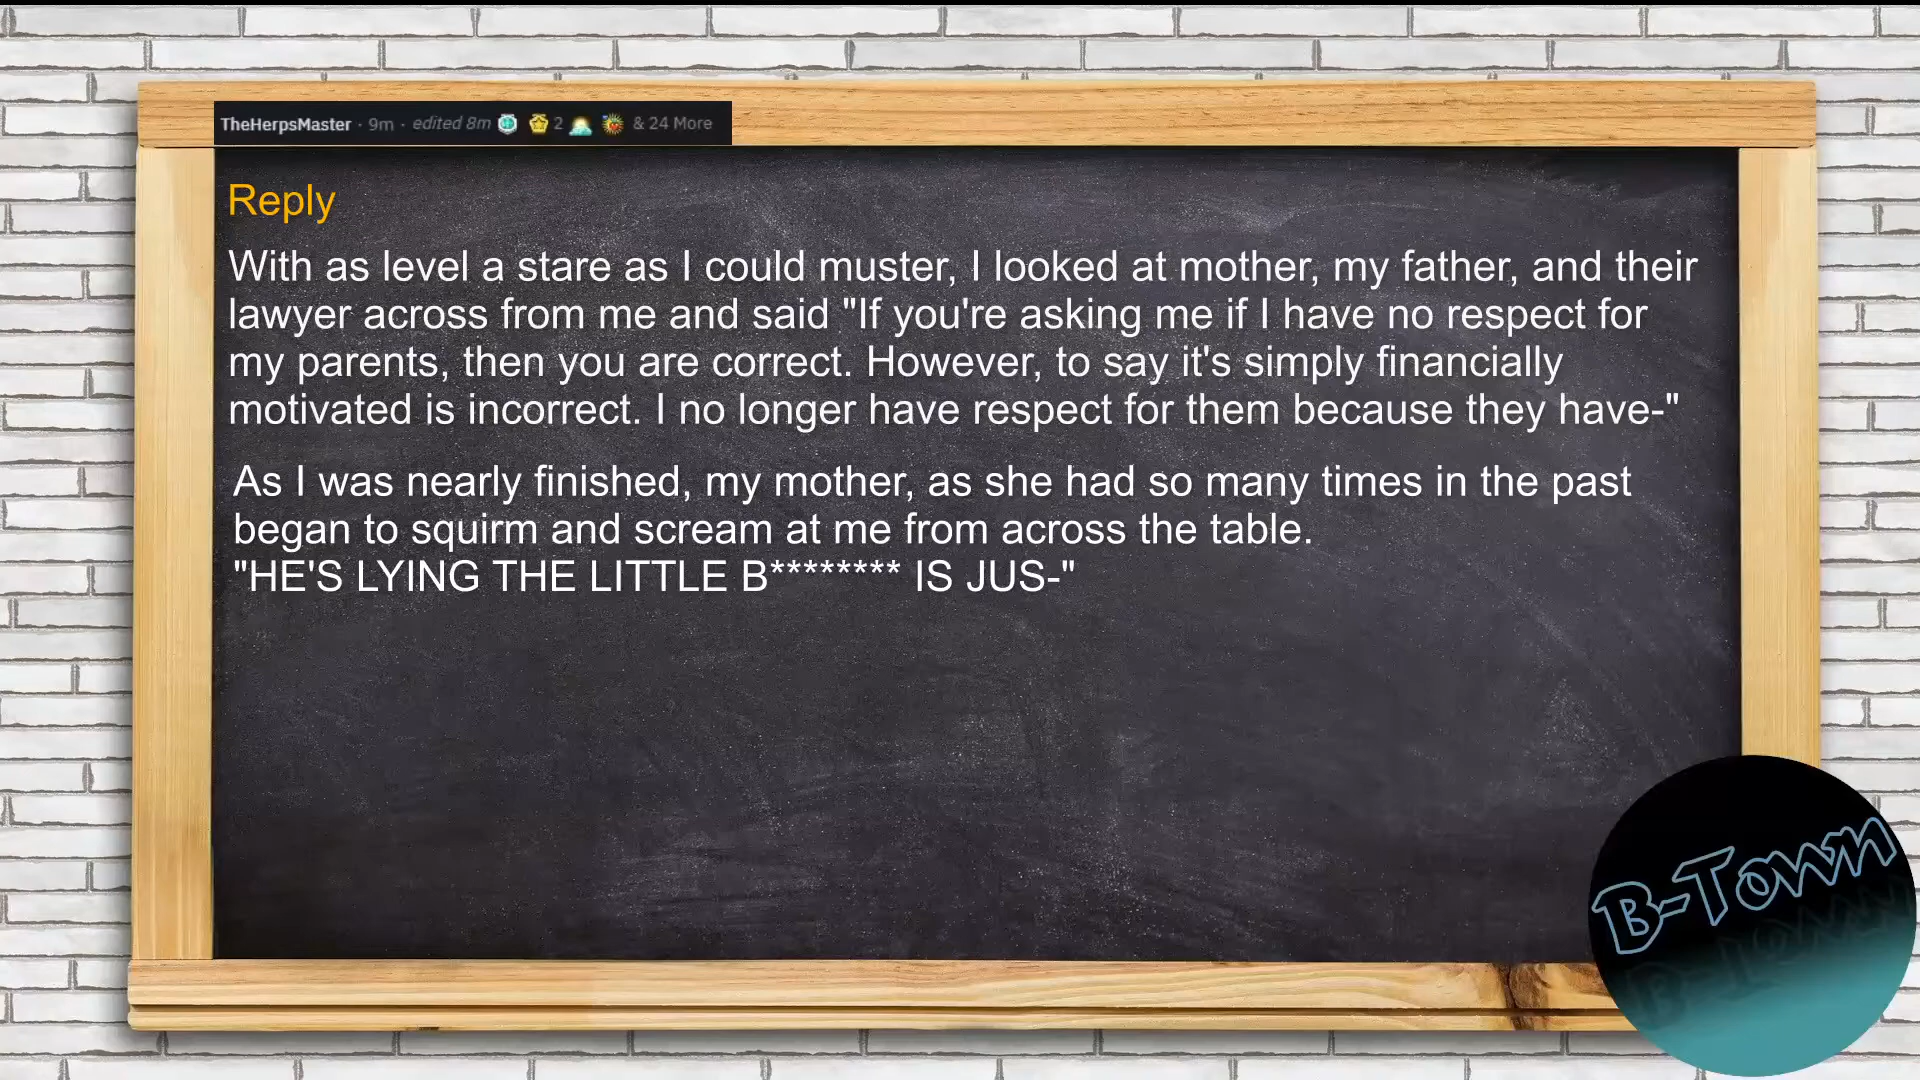 TheHerpsMaster · 9m · edited 8m 2 & 24 More
Reply
With as level a stare as I could muster, I looked at mother, my father, and their
lawyer across from me and said "If you're asking me if I have no respect for
my parents, then you are correct. However, to say it's simply financially
motivated is incorrect. I no longer have respect for them because they have-"
As I was nearly finished, my mother, as she had so many times in the past
began to squirm and scream at me from across the table.
"HE'S LYING THE LITTLE B******** IS JUS-"
B-Town